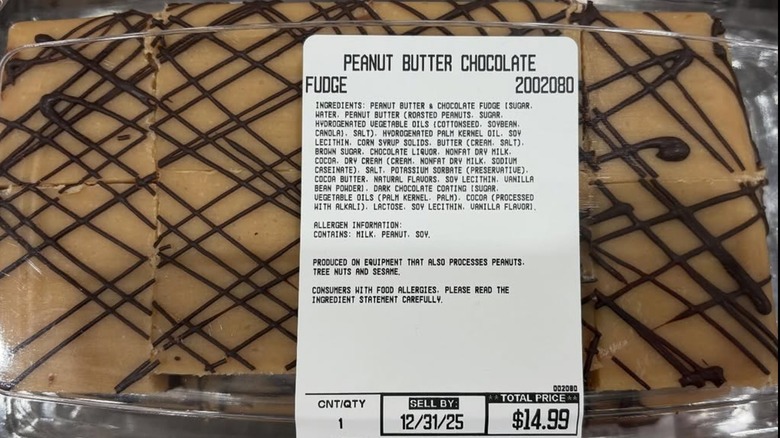 PEANUT BUTTER CHOCOLATE
FUDGE 2002080
INGREDIENTS: PEANUT BUTTER & CHOCOLATE FUDGE [SUGAR,
WATER, PEANUT BUTTER (ROASTED PEANUTS, SUGAR,
HYDROGENATED VEGETABLE OILS [COTTONSEED, SOYBEAN,
CANOLA], SALT), HYDROGENATED PALM KERNEL OIL, SOY
LECITHIN, CORN SYRUP SOLIDS, BUTTER (CREAM, SALT),
BROWN SUGAR, CHOCOLATE LIQUOR, NONFAT DRY MILK,
COCOA, DRY CREAM (CREAM, NONFAT DRY MILK, SODIUM
CASEINATE), SALT, POTASSIUM SORBATE (PRESERVATIVE),
COCOA BUTTER, NATURAL FLAVORS, SOY LECITHIN, VANILLA
BEAN POWDER], DARK CHOCOLATE COATING [SUGAR,
VEGETABLE OILS (PALM KERNEL, PALM), COCOA (PROCESSED
WITH ALKALI), LACTOSE, SOY LECITHIN, VANILLA FLAVOR].
ALLERGEN INFORMATION:
CONTAINS: MILK, PEANUT, SOY.
PRODUCED ON EQUIPMENT THAT ALSO PROCESSES PEANUTS,
TREE NUTS AND SESAME.
CONSUMERS WITH FOOD ALLERGIES, PLEASE READ THE
INGREDIENT STATEMENT CAREFULLY.
002080
CNT/QTY SELL BY: **TOTAL PRICE**
1 12/31/25 $14.99